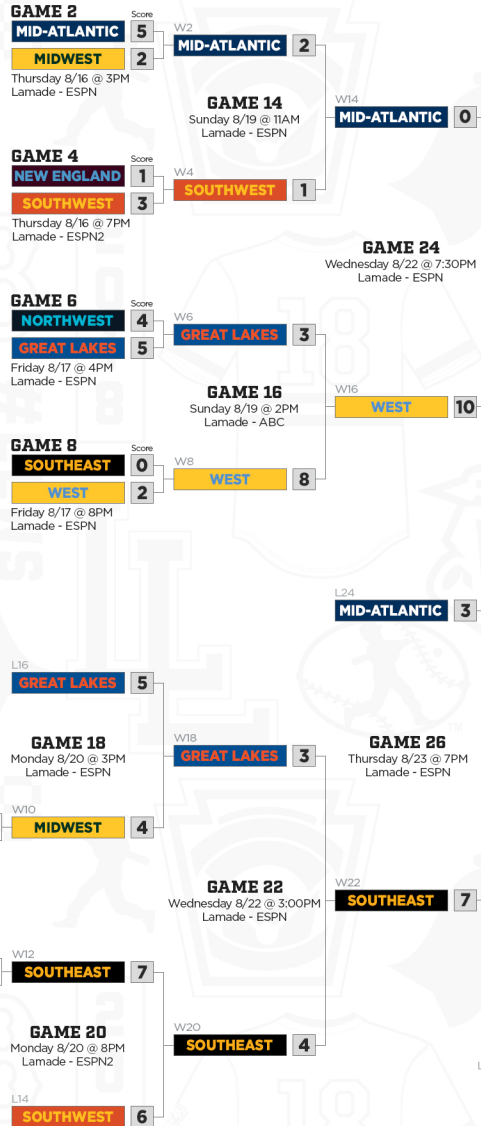 GAME 2
Score
MID-ATLANTIC 5
MIDWEST 2
Thursday 8/16 @ 3PM
Lamade - ESPN
W2
MID-ATLANTIC 2
GAME 14
Sunday 8/19 @ 11AM
Lamade - ESPN
W14
MID-ATLANTIC 0
GAME 4
Score
NEW ENGLAND 1
SOUTHWEST 3
Thursday 8/16 @ 7PM
Lamade - ESPN2
W4
SOUTHWEST 1
GAME 24
Wednesday 8/22 @ 7:30PM
Lamade - ESPN
GAME 6
Score
NORTHWEST 4
GREAT LAKES 5
Friday 8/17 @ 4PM
Lamade - ESPN
W6
GREAT LAKES 3
GAME 16
Sunday 8/19 @ 2PM
Lamade - ABC
W16
WEST 10
GAME 8
Score
SOUTHEAST 0
WEST 2
Friday 8/17 @ 8PM
Lamade - ESPN
W8
WEST 8
L24
MID-ATLANTIC 3
L16
GREAT LAKES 5
GAME 18
Monday 8/20 @ 3PM
Lamade - ESPN
W18
GREAT LAKES 3
GAME 26
Thursday 8/23 @ 7PM
Lamade - ESPN
W10
MIDWEST 4
GAME 22
Wednesday 8/22 @ 3:00PM
Lamade - ESPN
W22
SOUTHEAST 7
W12
SOUTHEAST 7
GAME 20
Monday 8/20 @ 8PM
Lamade - ESPN2
W20
SOUTHEAST 4
L14
SOUTHWEST 6